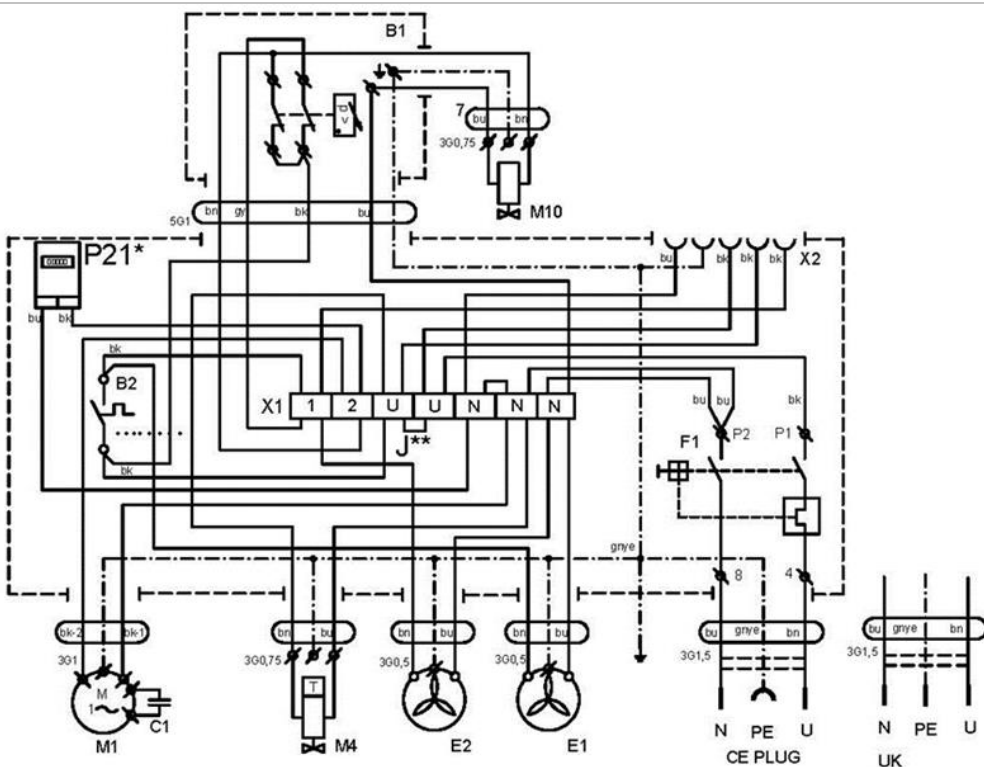 B1
7
bu bn
3G0,75
p
v
M10
bn gy bk bu
5G1
P21*
00000
bu bk
X2
bu bk bk bk
bk
B2
X1 1 2 U U N N N
J**
bk
bu bu bk
F1 P2 P1
gnye
8 4
bk-2 bk-1
3G1
M
1~
C1
M1
bn bu
3G0,75
T
M4
bn bu
3G0,5
E2
bn bu
3G0,5
E1
bu gnye bn
3G1,5
N PE U
CE PLUG
bu gnye bn
3G1,5
N PE U
UK